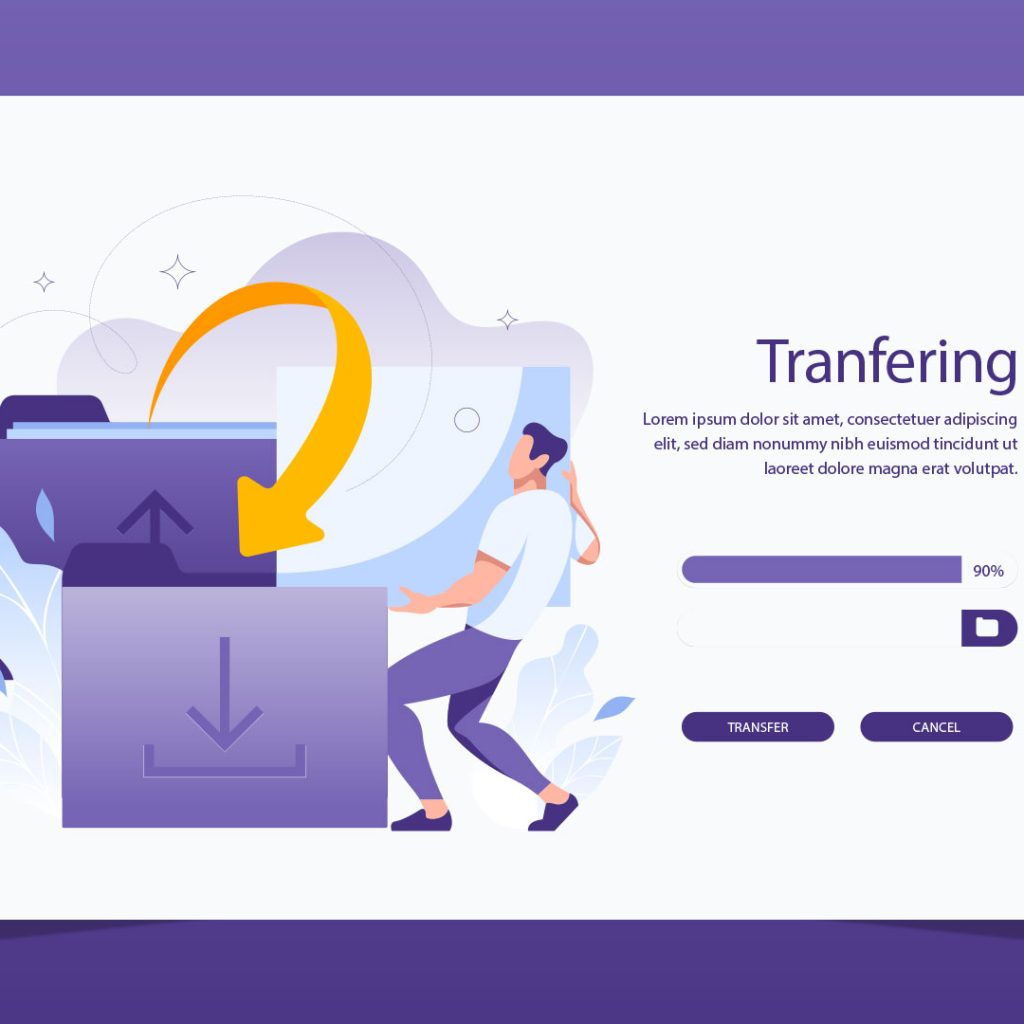 Tranfering
Lorem ipsum dolor sit amet, consectetuer adipiscing
elit, sed diam nonummy nibh euismod tincidunt ut
laoreet dolore magna erat volutpat.
90%
TRANSFER
CANCEL